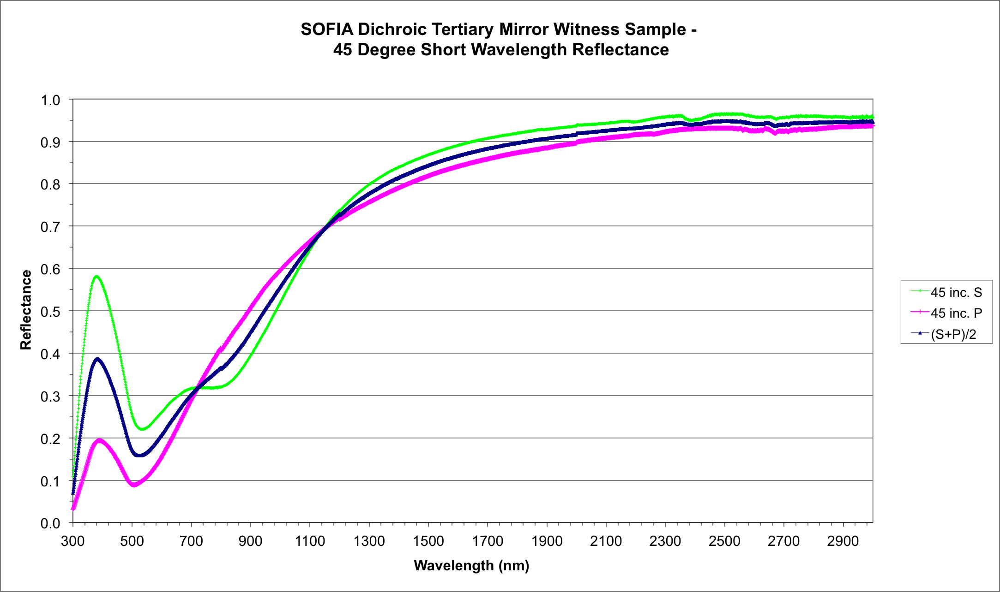 SOFIA Dichroic Tertiary Mirror Witness Sample -
45 Degree Short Wavelength Reflectance
1.0
0.9
0.8
0.7
0.6
0.5
0.4
0.3
0.2
0.1
0.0
Reflectance
300 500 700 900 1100 1300 1500 1700 1900 2100 2300 2500 2700 2900
Wavelength (nm)
45 inc. S
45 inc. P
(S+P)/2